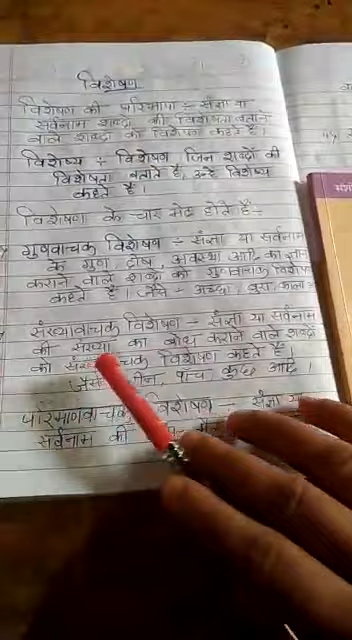 विशेषण
विशेषण की परिभाषा ÷ संज्ञा या
सर्वनाम शब्दों की विशेषता बताने
वाले शब्दों को विशेषण कहते हैं।
विशेष्य ÷ विशेषण जिन शब्दों की
विशेषता बताते हैं, उन्हें विशेष्य
कहते हैं।
विशेषण के चार भेद होते हैं ÷
गुणवाचक विशेषण ÷ संज्ञा या सर्वनाम
के गुण दोष, अवस्था आदि का ज्ञान
कराने वाले शब्दों को गुणवाचक विशेषण
कहते हैं। जैसे - अच्छा, बुरा, काला
संख्यावाचक विशेषण ÷ संज्ञा या सर्वनाम
की संख्या का बोध कराने वाले शब्दों
को विशेषण कहते हैं।
पाँच कुछ आदि।
परिमाणवाचक विशेषण - संज्ञा या
सर्वनाम की